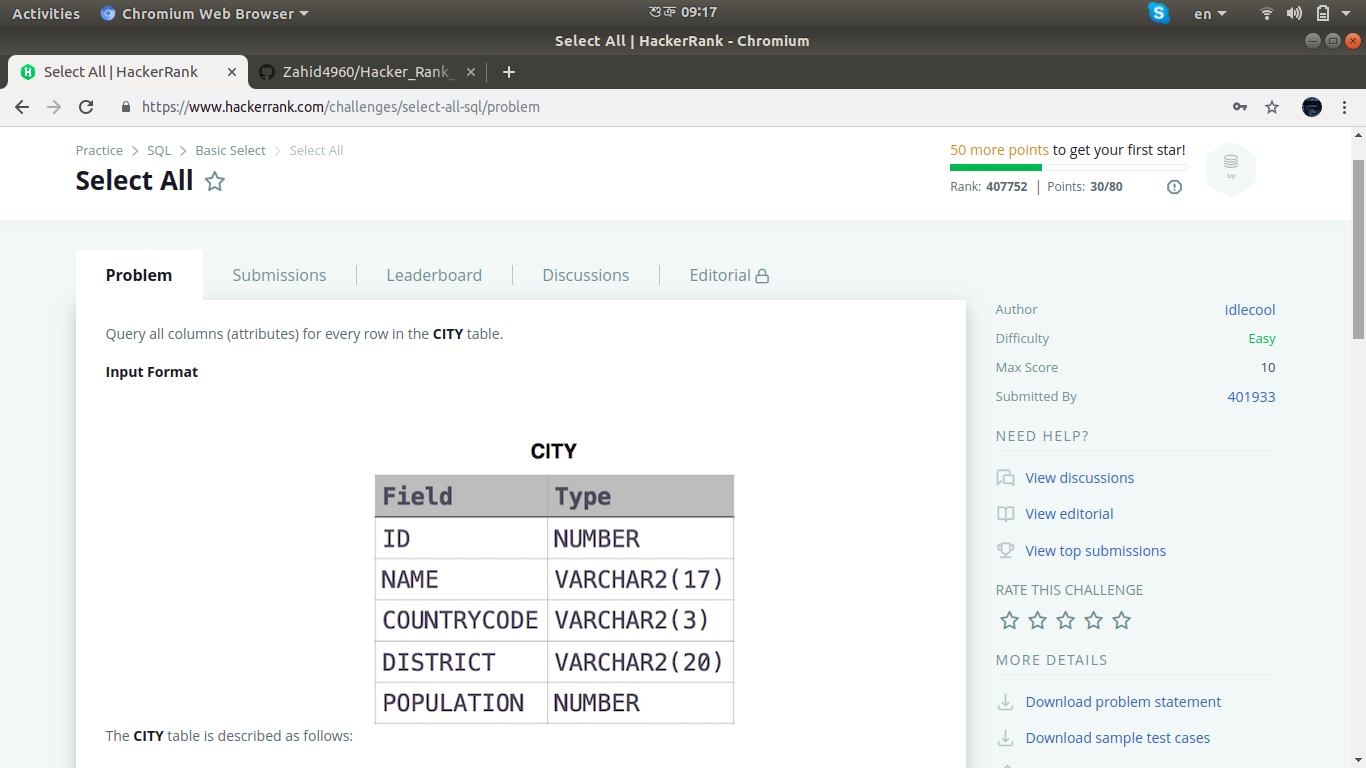 Activities Chromium Web Browser শুক্র 09:17 en
Select All | HackerRank - Chromium
Select All | HackerRank Zahid4960/Hacker_Rank_
https://www.hackerrank.com/challenges/select-all-sql/problem
Practice SQL Basic Select Select All
Select All
50 more points to get your first star!
Rank: 407752 | Points: 30/80
Sql
Problem Submissions Leaderboard Discussions Editorial
Query all columns (attributes) for every row in the CITY table.
Input Format
CITY
Field Type
ID NUMBER
NAME VARCHAR2(17)
COUNTRYCODE VARCHAR2(3)
DISTRICT VARCHAR2(20)
POPULATION NUMBER
The CITY table is described as follows:
Author idlecool
Difficulty Easy
Max Score 10
Submitted By 401933
NEED HELP?
View discussions
View editorial
View top submissions
RATE THIS CHALLENGE
MORE DETAILS
Download problem statement
Download sample test cases